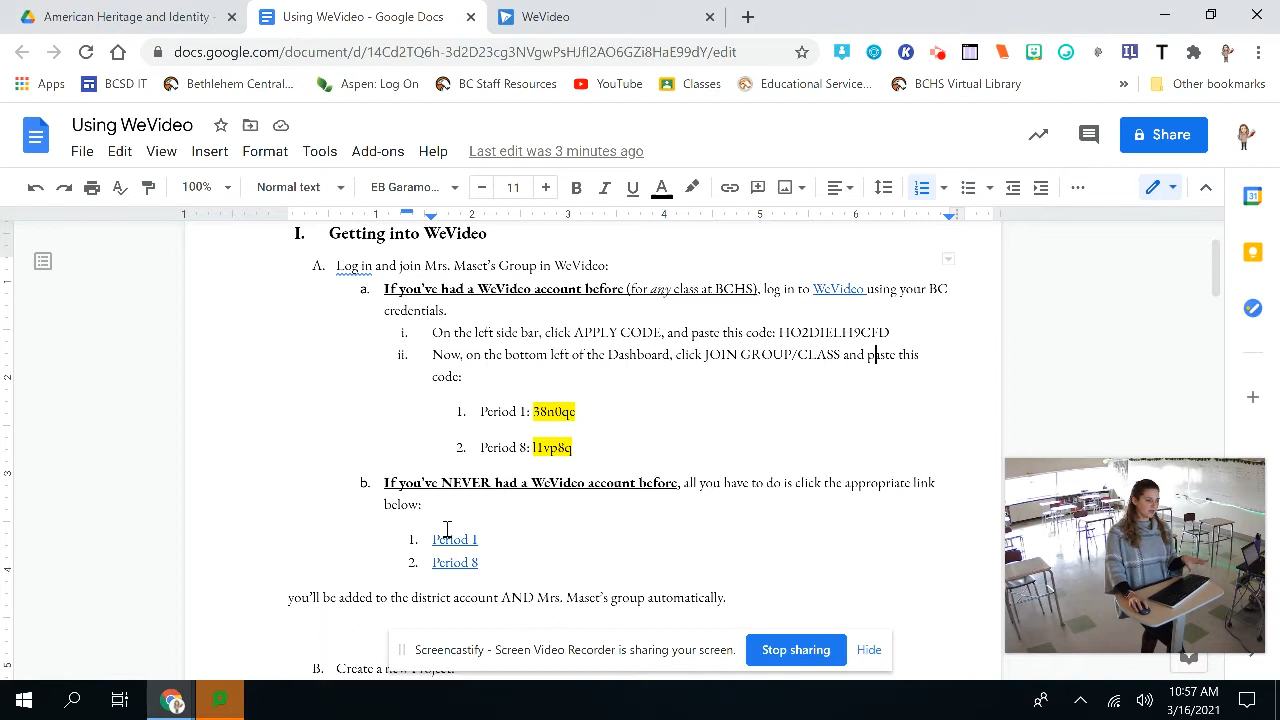 American Heritage and Identity -
Using WeVideo - Google Docs
WeVideo
docs.google.com/document/d/14Cd2TO6h-3d2D23cg3NVgwPsHJfl2AO6GZi8HaE99dY/edit
Apps
BCSD IT
Bethlehem Central...
Aspen: Log On
BC Staff Resources
YouTube
Classes
Educational Service...
BCHS Virtual Library
Other bookmarks
Using WeVideo
Share
File Edit View Insert Format Tools Add-ons Help Last edit was 3 minutes ago
100% Normal text EB Garamo... 11
1 1 2 3 4 5 6
I. Getting into WeVideo
A. Log in and join Mrs. Maset's Group in WeVideo:
a. If you've had a WeVideo account before (for any class at BCHS), log in to WeVideo using your BC
credentials.
i. On the left side bar, click APPLY CODE, and paste this code: HO2DIELH9CFD
ii. Now, on the bottom left of the Dashboard, click JOIN GROUP/CLASS and paste this
code:
1. Period 1: 38n0qe
2. Period 8: l1vp8q
b. If you've NEVER had a WeVideo account before, all you have to do is click the appropriate link
below:
1. Period 1
2. Period 8
you'll be added to the district account AND Mrs. Maset's group automatically.
Screencastify - Screen Video Recorder is sharing your screen.
Stop sharing
Hide
B. Create a new Project:
10:57 AM
3/16/2021